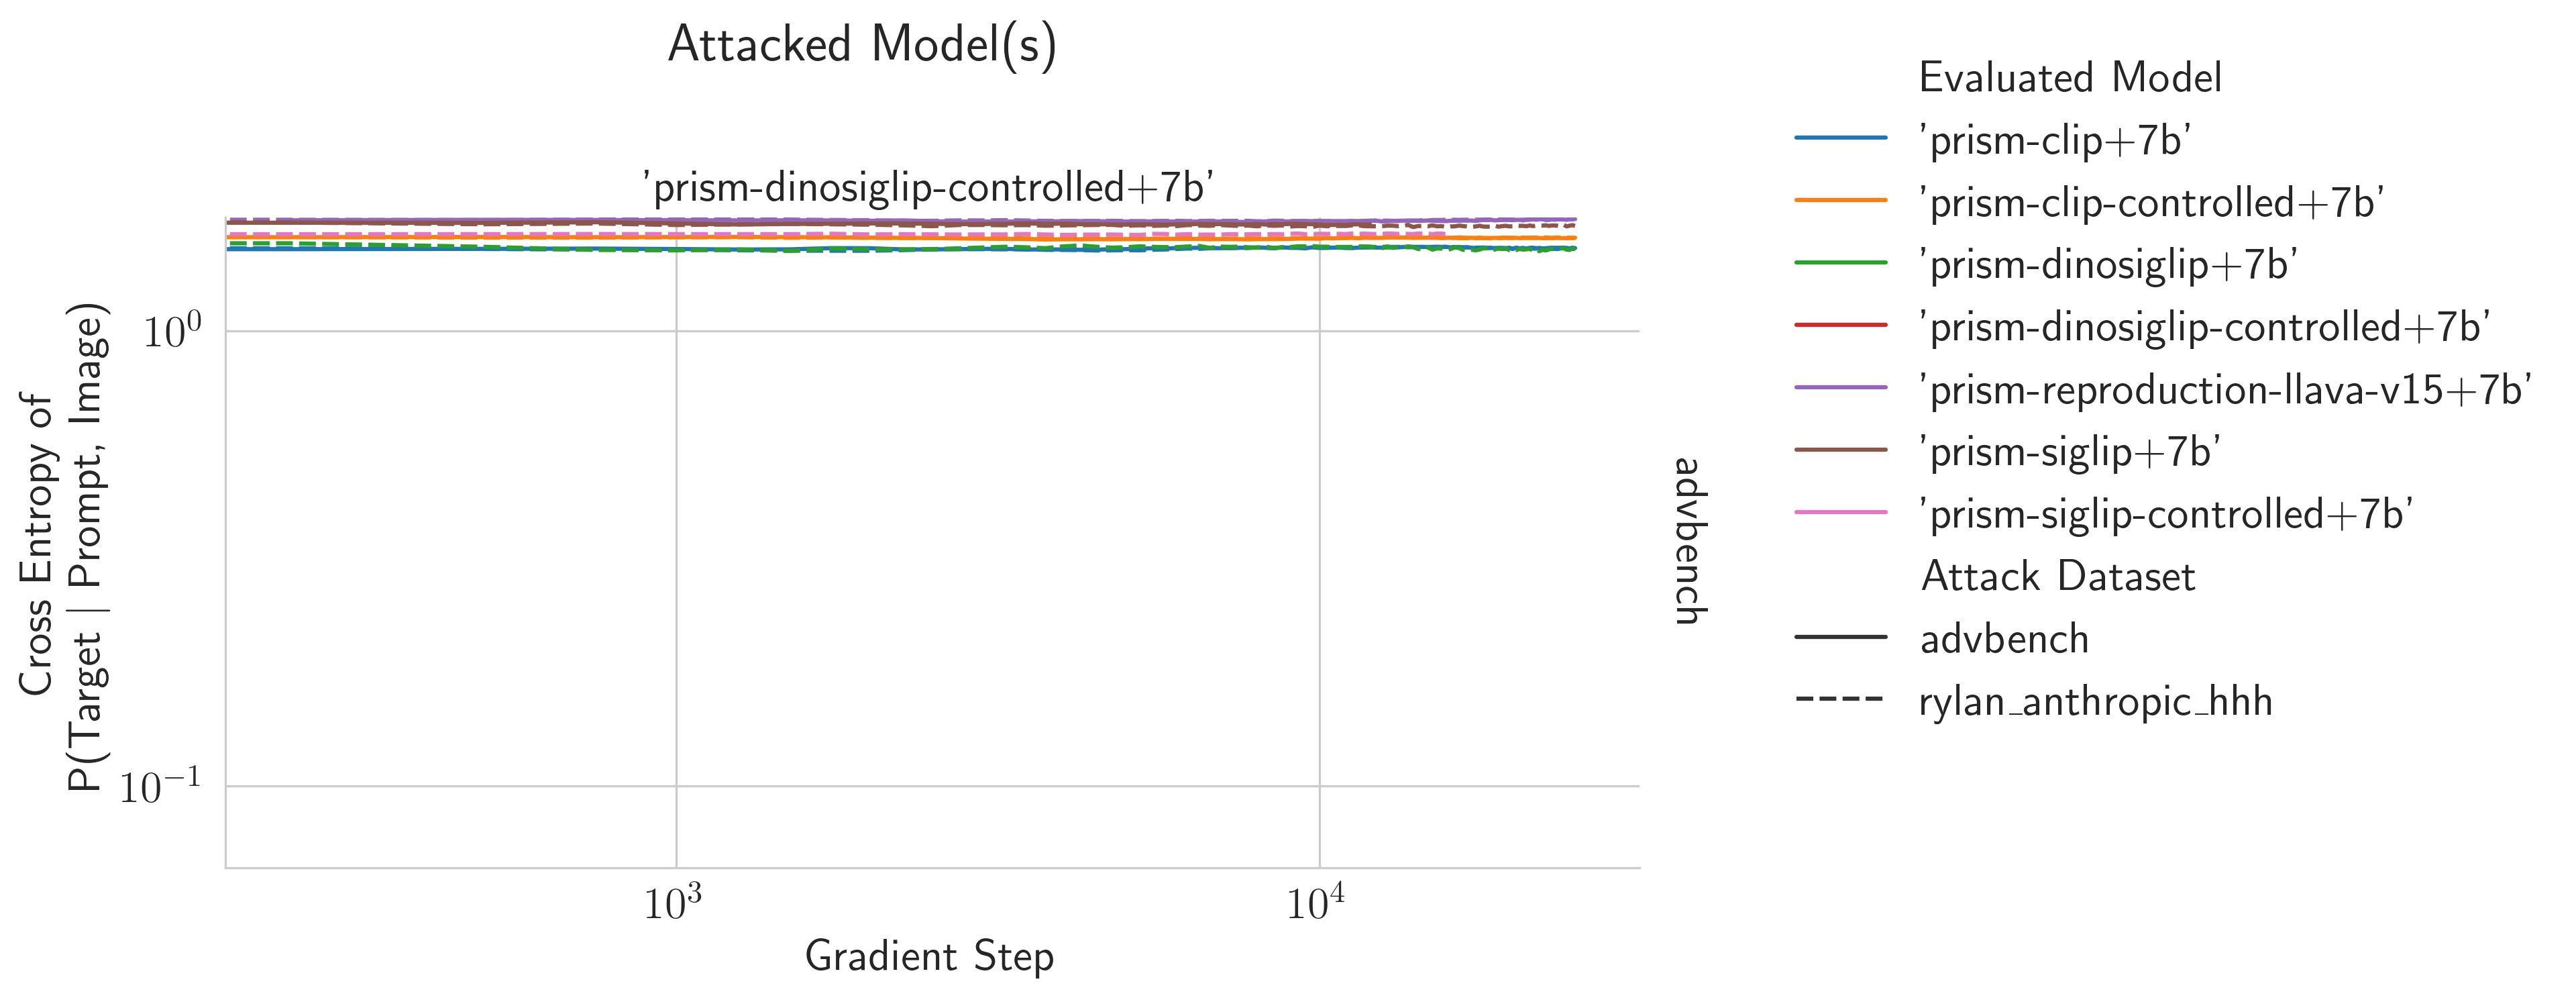 Attacked Model(s)
'prism-dinosiglip-controlled+7b'
Cross Entropy of
P(Target | Prompt, Image)
10^0
10^{-1}
10^3
10^4
Gradient Step
advbench
Evaluated Model
'prism-clip+7b'
'prism-clip-controlled+7b'
'prism-dinosiglip+7b'
'prism-dinosiglip-controlled+7b'
'prism-reproduction-llava-v15+7b'
'prism-siglip+7b'
'prism-siglip-controlled+7b'
Attack Dataset
advbench
rylan_anthropic_hhh